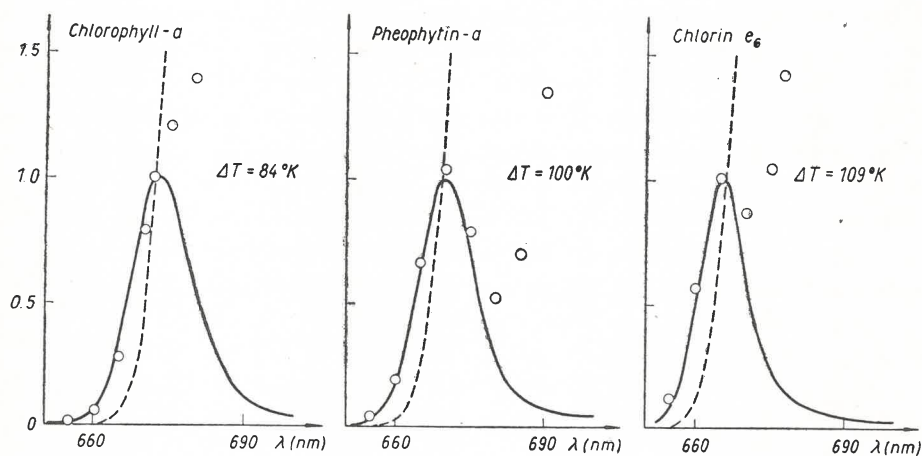 Chlorophyll-a
1.5
1.0
0.5
0
ΔT = 84°K
660
690
λ(nm)
Pheophytin-a
ΔT = 100°K
660
690
λ(nm)
Chlorin e₆
ΔT = 109°K
660
690
λ(nm)